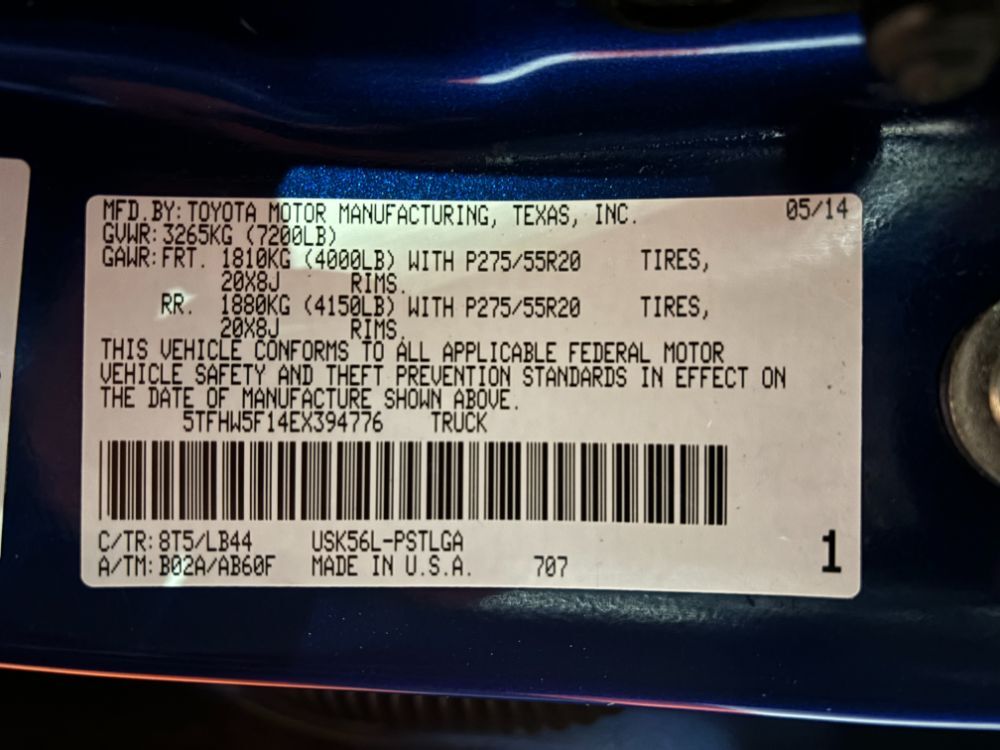 MFD.BY: TOYOTA MOTOR MANUFACTURING, TEXAS, INC. 05/14
GVWR: 3265KG (7200LB)
GAWR: FRT. 1810KG (4000LB) WITH P275/55R20 TIRES,
20X8J RIMS.
RR. 1880KG (4150LB) WITH P275/55R20 TIRES,
20X8J RIMS.
THIS VEHICLE CONFORMS TO ALL APPLICABLE FEDERAL MOTOR
VEHICLE SAFETY AND THEFT PREVENTION STANDARDS IN EFFECT ON
THE DATE OF MANUFACTURE SHOWN ABOVE.
5TFHW5F14EX394776 TRUCK
C/TR: 8T5/LB44 USK56L-PSTLGA
A/TM: B02A/AB60F MADE IN U.S.A. 707 1